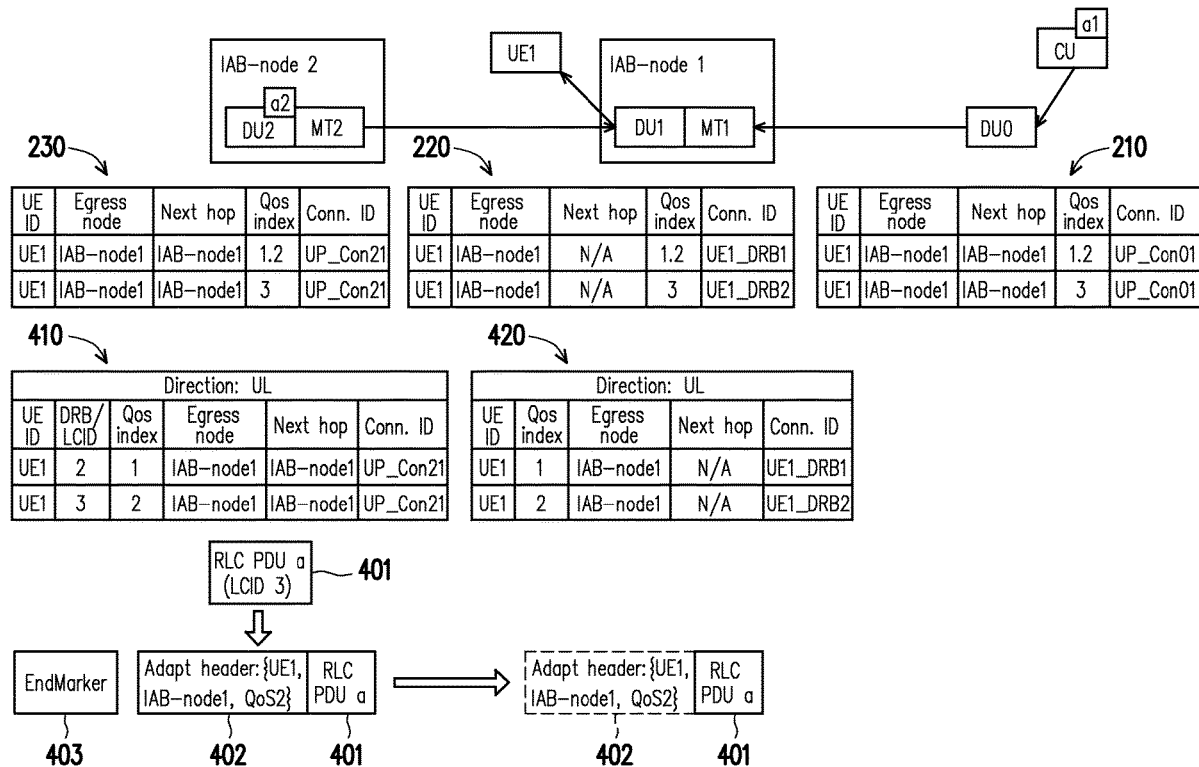 a1
CU
IAB-node 2
UE1
IAB-node 1
a2
DU2 MT2
DU1 MT1
DU0
230
220
210
UE ID Egress node Next hop Qos index Conn. ID
UE1 IAB-node1 IAB-node1 1.2 UP_Con21
UE1 IAB-node1 IAB-node1 3 UP_Con21
UE ID Egress node Next hop Qos index Conn. ID
UE1 IAB-node1 N/A 1.2 UE1_DRB1
UE1 IAB-node1 N/A 3 UE1_DRB2
UE ID Egress node Next hop Qos index Conn. ID
UE1 IAB-node1 IAB-node1 1.2 UP_Con01
UE1 IAB-node1 IAB-node1 3 UP_Con01
410
420
Direction: UL
UE ID DRB/ LCID Qos index Egress node Next hop Conn. ID
UE1 2 1 IAB-node1 IAB-node1 UP_Con21
UE1 3 2 IAB-node1 IAB-node1 UP_Con21
Direction: UL
UE ID Qos index Egress node Next hop Conn. ID
UE1 1 IAB-node1 N/A UE1_DRB1
UE1 2 IAB-node1 N/A UE1_DRB2
RLC PDU a
(LCID 3)
401
EndMarker
Adapt header:{UE1,
IAB-node1, QoS2}
RLC
PDU a
Adapt header:{UE1,
IAB-node1, QoS2}
RLC
PDU a
403
402
401
402
401